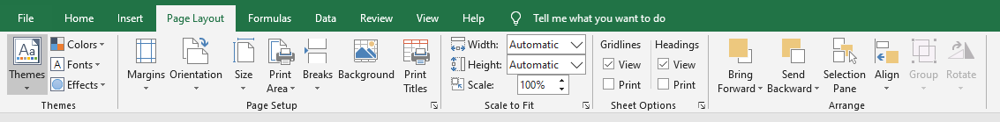 File Home Insert Page Layout Formulas Data Review View Help Tell me what you want to do
Aa Colors Width: Automatic Gridlines Headings
A Fonts Height: Automatic View View
Themes Effects Margins Orientation Size Print Area Breaks Background Print Titles Scale: 100% Print Print Bring Forward Send Backward Selection Pane Align Group Rotate
Themes Page Setup Scale to Fit Sheet Options Arrange